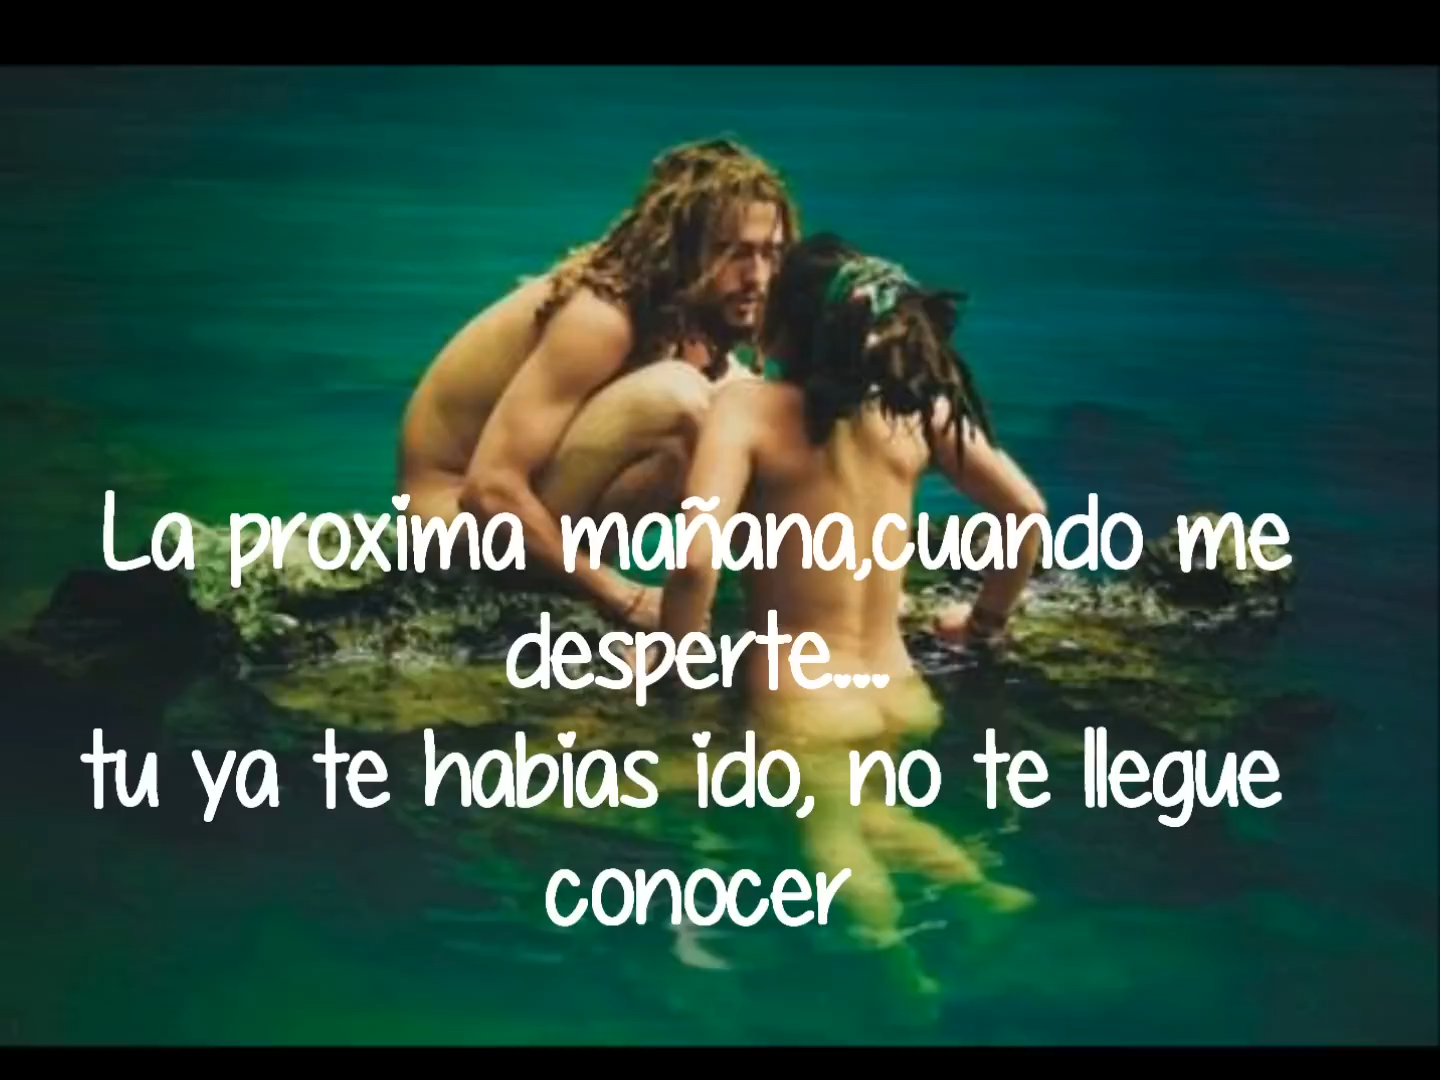 La proxima mañana,cuando me
desperte...
tu ya te habias ido, no te llegue
conocer